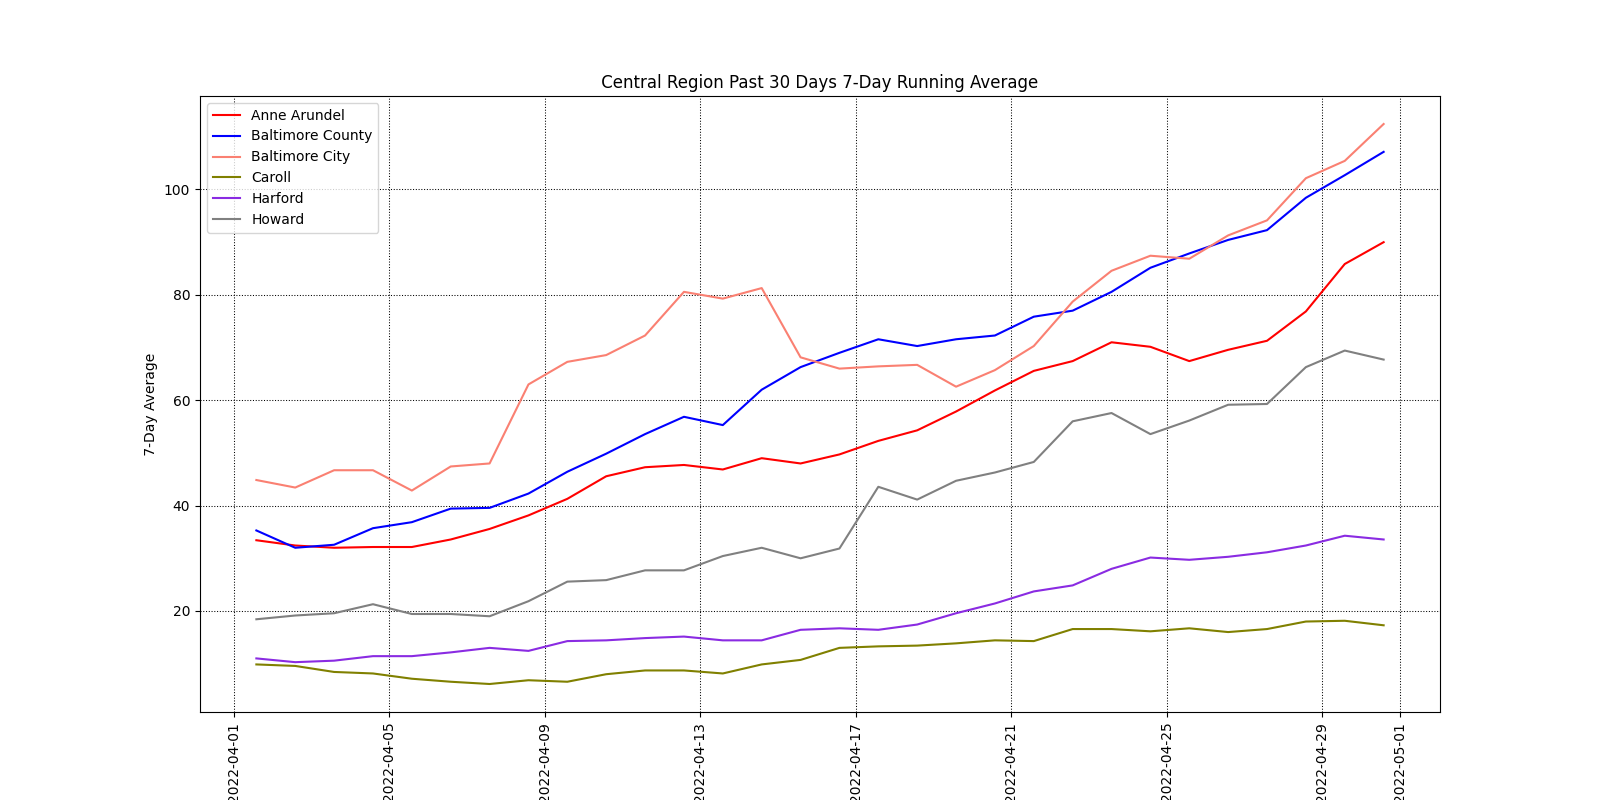 Central Region Past 30 Days 7-Day Running Average
Anne Arundel
Baltimore County
Baltimore City
Caroll
Harford
Howard
100
80
60
40
20
7-Day Average
2022-04-01
2022-04-05
2022-04-09
2022-04-13
2022-04-17
2022-04-21
2022-04-25
2022-04-29
2022-05-01